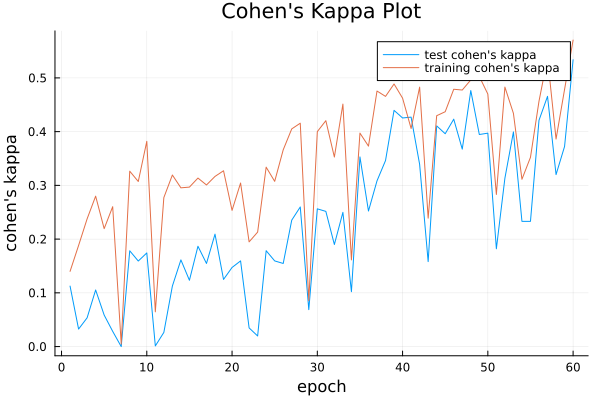 Cohen's Kappa Plot
test cohen's kappa
training cohen's kappa
cohen's kappa
0.5
0.4
0.3
0.2
0.1
0.0
0 10 20 30 40 50 60
epoch